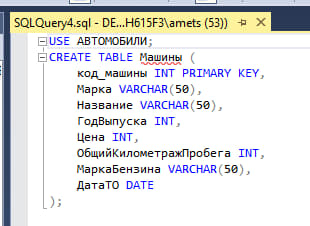 SQLQuery4.sql - DE...H615F3\amets (53))
USE АВТОМОБИЛИ;
CREATE TABLE Машины (
код_машины INT PRIMARY KEY,
Марка VARCHAR(50),
Название VARCHAR(50),
ГодВыпуска INT,
Цена INT,
ОбщийКилометражПробега INT,
МаркаБензина VARCHAR(50),
ДатаТО DATE
);